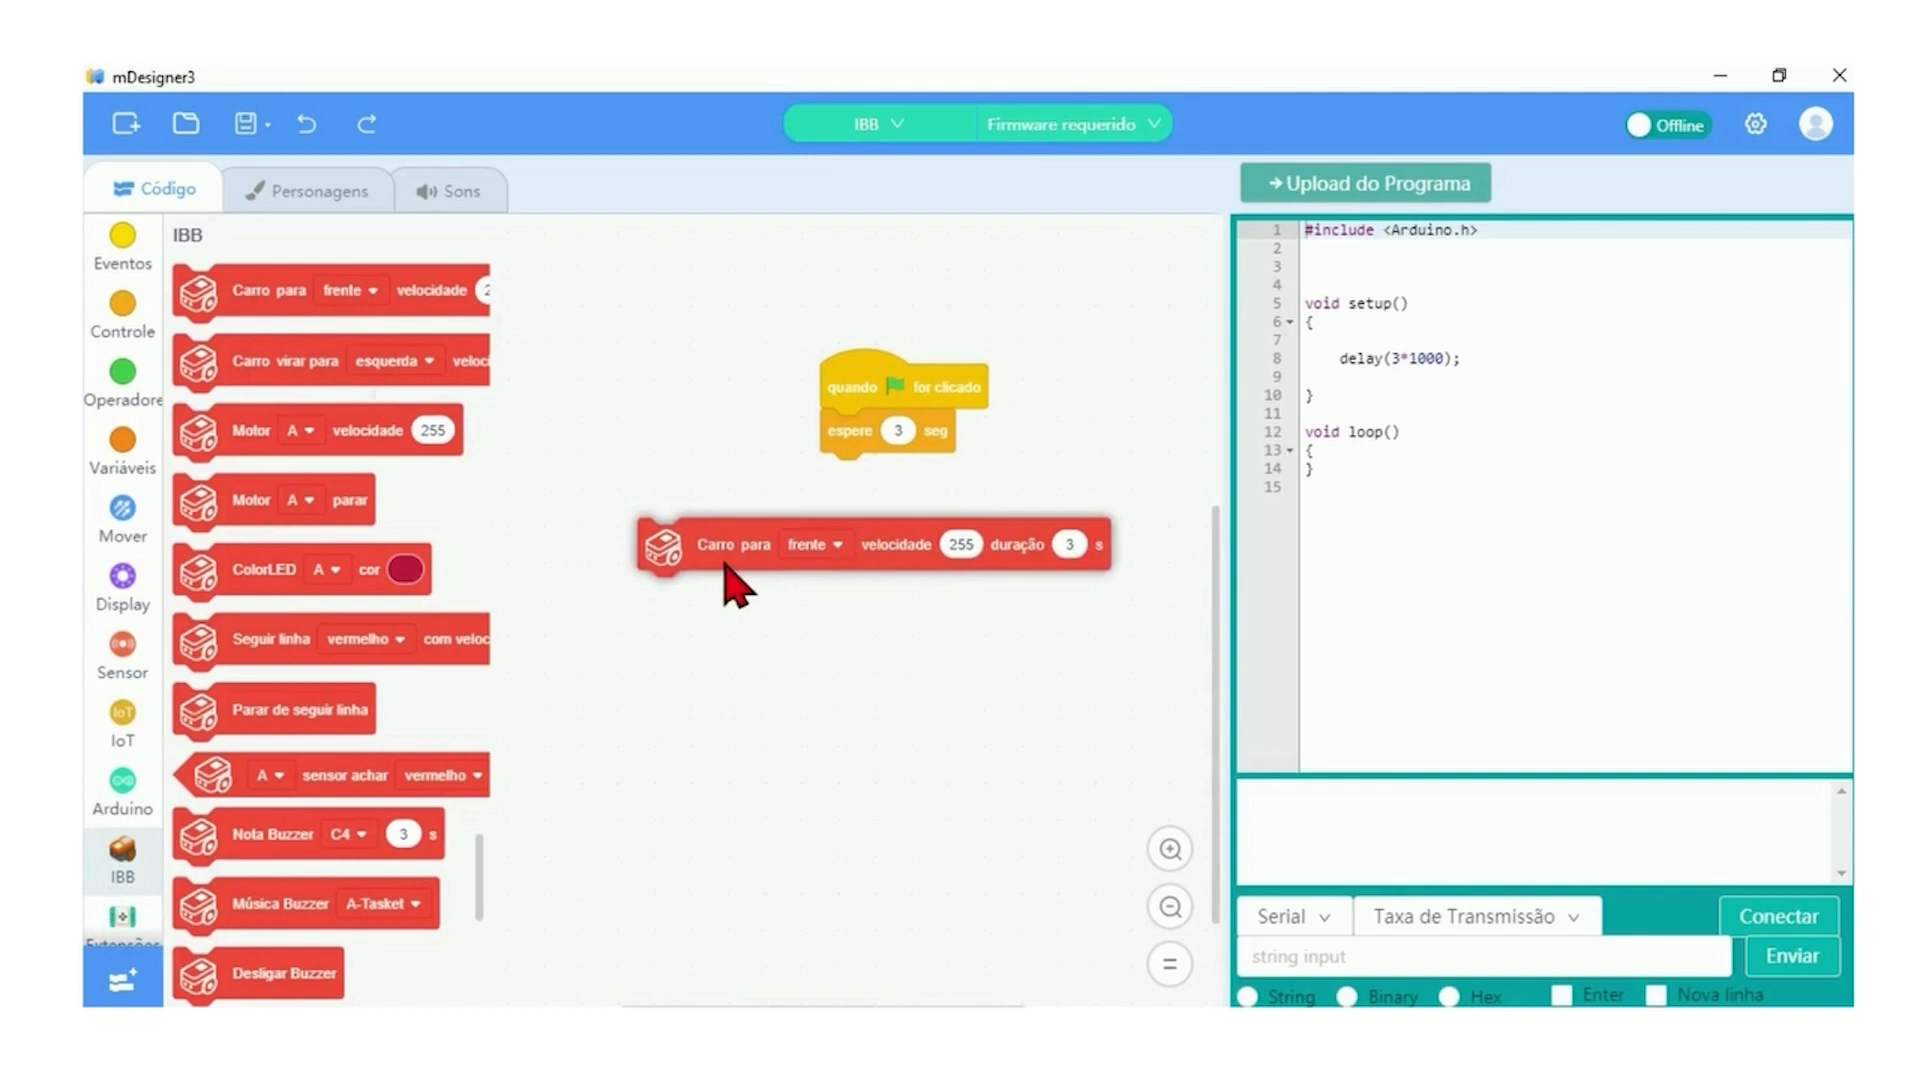 mDesigner3
IBB
Firmware requerido
Offline
Código
Personagens
Sons
Upload do Programa
Eventos
Controle
Operadore
Variáveis
Mover
Display
Sensor
IoT
IoT
Arduino
IBB
Extensões
IBB
Carro para frente velocidade
Carro virar para esquerda
Motor A velocidade 255
Motor A parar
ColorLED A cor
Seguir linha vermelho com
Parar de seguir linha
A sensor achar vermelho
Nota Buzzer C4 3 s
Música Buzzer A-Tasket
Desligar Buzzer
quando for clicado
espere 3 seg
Carro para frente velocidade 255 duração 3 s
1 #include <Arduino.h>
2
3
4
5 void setup()
6 {
7
8 delay(3*1000);
9
10 }
11
12 void loop()
13 {
14 }
15
Serial
Taxa de Transmissão
Conectar
string input
Enviar
String
Binary
Hex
Enter
Nova linha